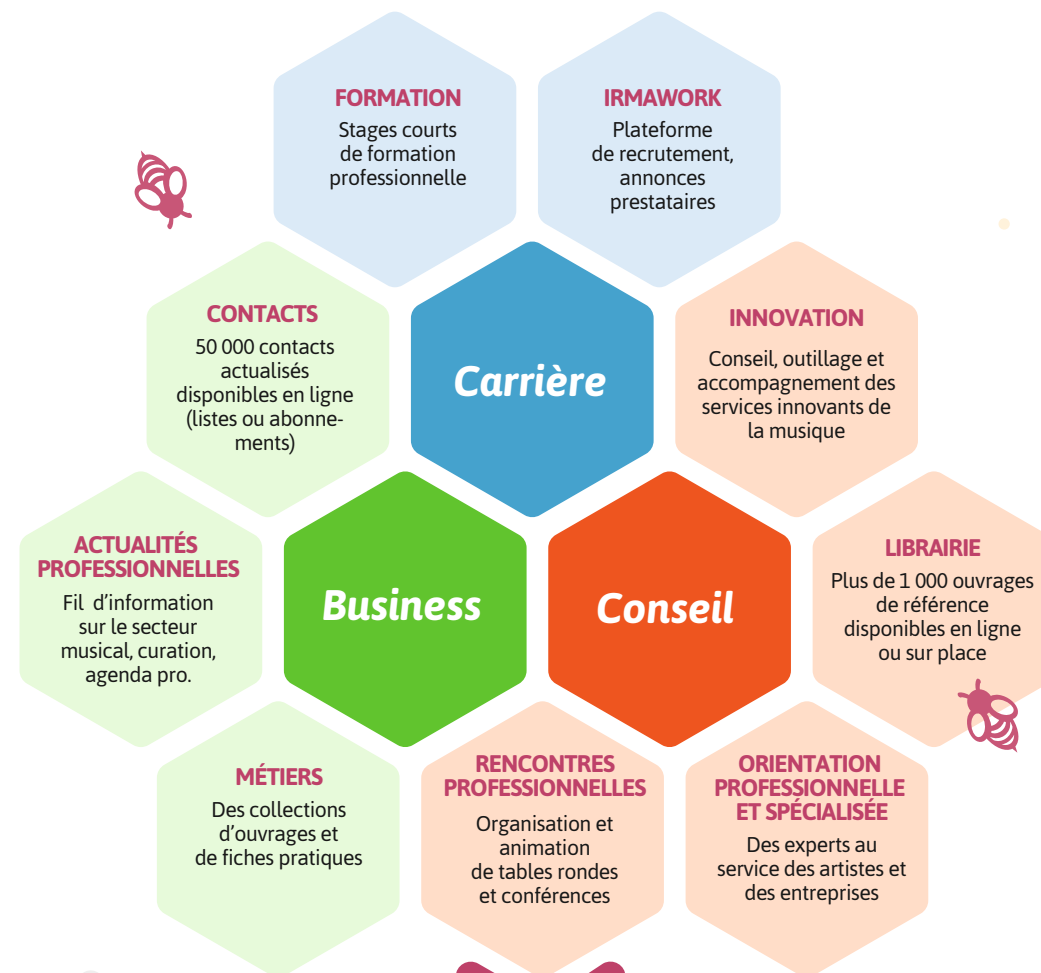 FORMATION
Stages courts
de formation
professionnelle
IRMAWORK
Plateforme
de recrutement,
annonces
prestataires
CONTACTS
50 000 contacts
actualisés
disponibles en ligne
(listes ou abonne-
ments)
Carrière
INNOVATION
Conseil, outillage et
accompagnement des
services innovants de
la musique
ACTUALITÉS
PROFESSIONNELLES
Fil d’information
sur le secteur
musical, curation,
agenda pro.
Business
Conseil
LIBRAIRIE
Plus de 1 000 ouvrages
de référence
disponibles en ligne
ou sur place
MÉTIERS
Des collections
d’ouvrages et
de fiches pratiques
RENCONTRES
PROFESSIONNELLES
Organisation et
animation
de tables rondes
et conférences
ORIENTATION
PROFESSIONNELLE
ET SPÉCIALISÉE
Des experts au
service des artistes et
des entreprises